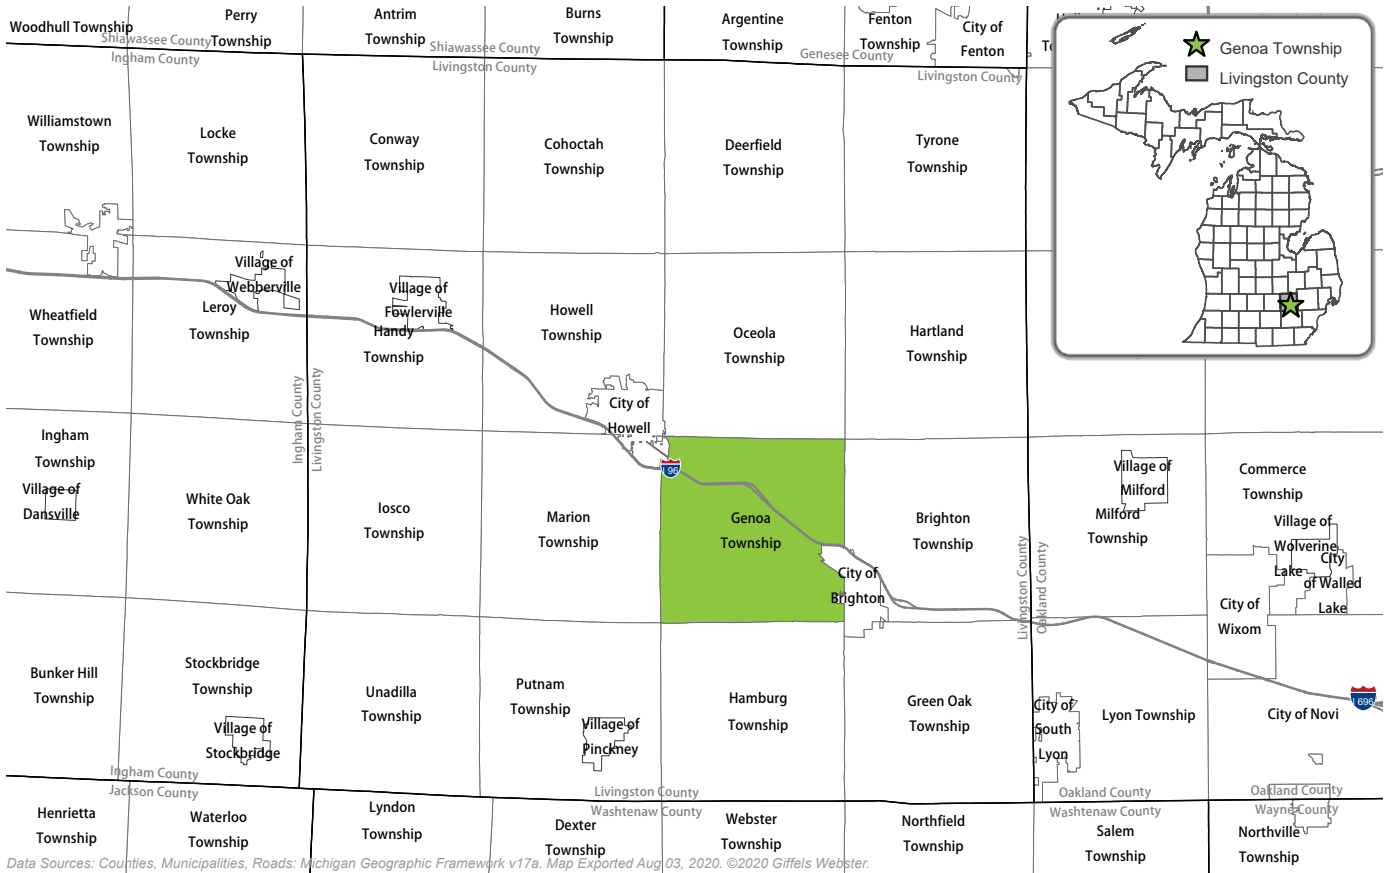 Woodhull Township
Perry
Township
Antrim
Township
Burns
Township
Argentine
Township
Fenton
Township
City of
Fenton
Shiawassee County
Ingham County
Shiawassee County
Livingston County
Genesee County
Livingston County
Genoa Township
Livingston County
Williamstown
Township
Locke
Township
Conway
Township
Cohoctah
Township
Deerfield
Township
Tyrone
Township
Wheatfield
Township
Village of
Webberville
Leroy
Township
Village of
Fowlerville
Handy
Township
Howell
Township
Oceola
Township
Hartland
Township
Ingham County
Livingston County
City of
Howell
I 96
Ingham
Township
Village of
Dansville
White Oak
Township
Iosco
Township
Marion
Township
Genoa
Township
Brighton
Township
City of
Brighton
Livingston County
Oakland County
Village of
Milford
Milford
Township
Commerce
Township
Village of
Wolverine
Lake
City
of Walled
Lake
City of
Wixom
Bunker Hill
Township
Stockbridge
Township
Village of
Stockbridge
Unadilla
Township
Putnam
Township
Village of
Pinckney
Hamburg
Township
Green Oak
Township
City of
South
Lyon
Lyon Township
City of Novi
I 696
Ingham County
Jackson County
Livingston County
Washtenaw County
Oakland County
Washtenaw County
Oakland County
Wayne County
Henrietta
Township
Waterloo
Township
Lyndon
Township
Dexter
Township
Webster
Township
Northfield
Township
Salem
Township
Northville
Township
Data Sources: Counties, Municipalities, Roads: Michigan Geographic Framework v17a. Map Exported Aug 03, 2020. ©2020 Giffels Webster.